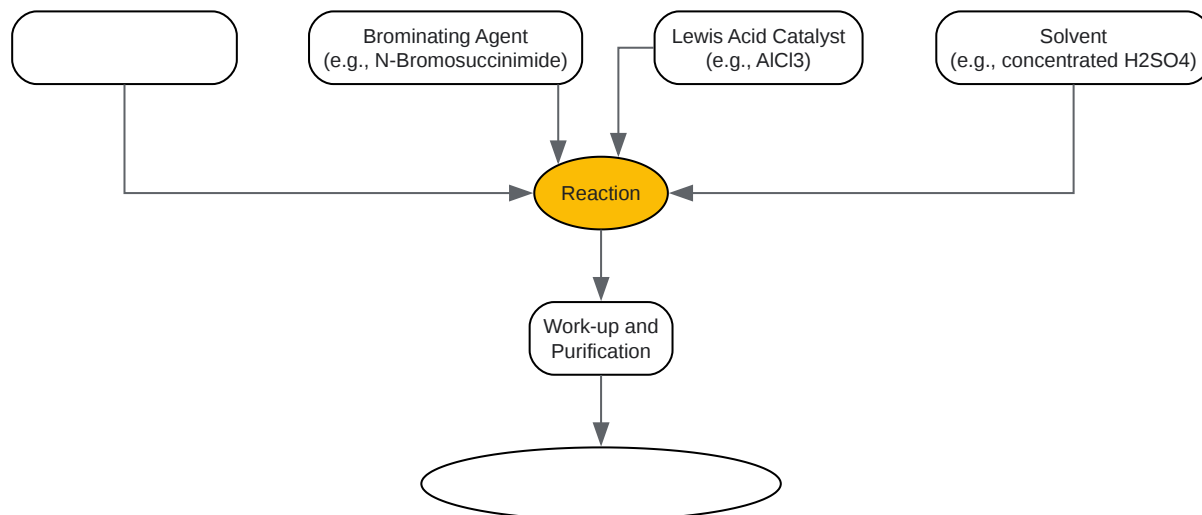 Brominating Agent
(e.g., N-Bromosuccinimide)
Lewis Acid Catalyst
(e.g., AlCl3)
Solvent
(e.g., concentrated H2SO4)
Reaction
Work-up and
Purification